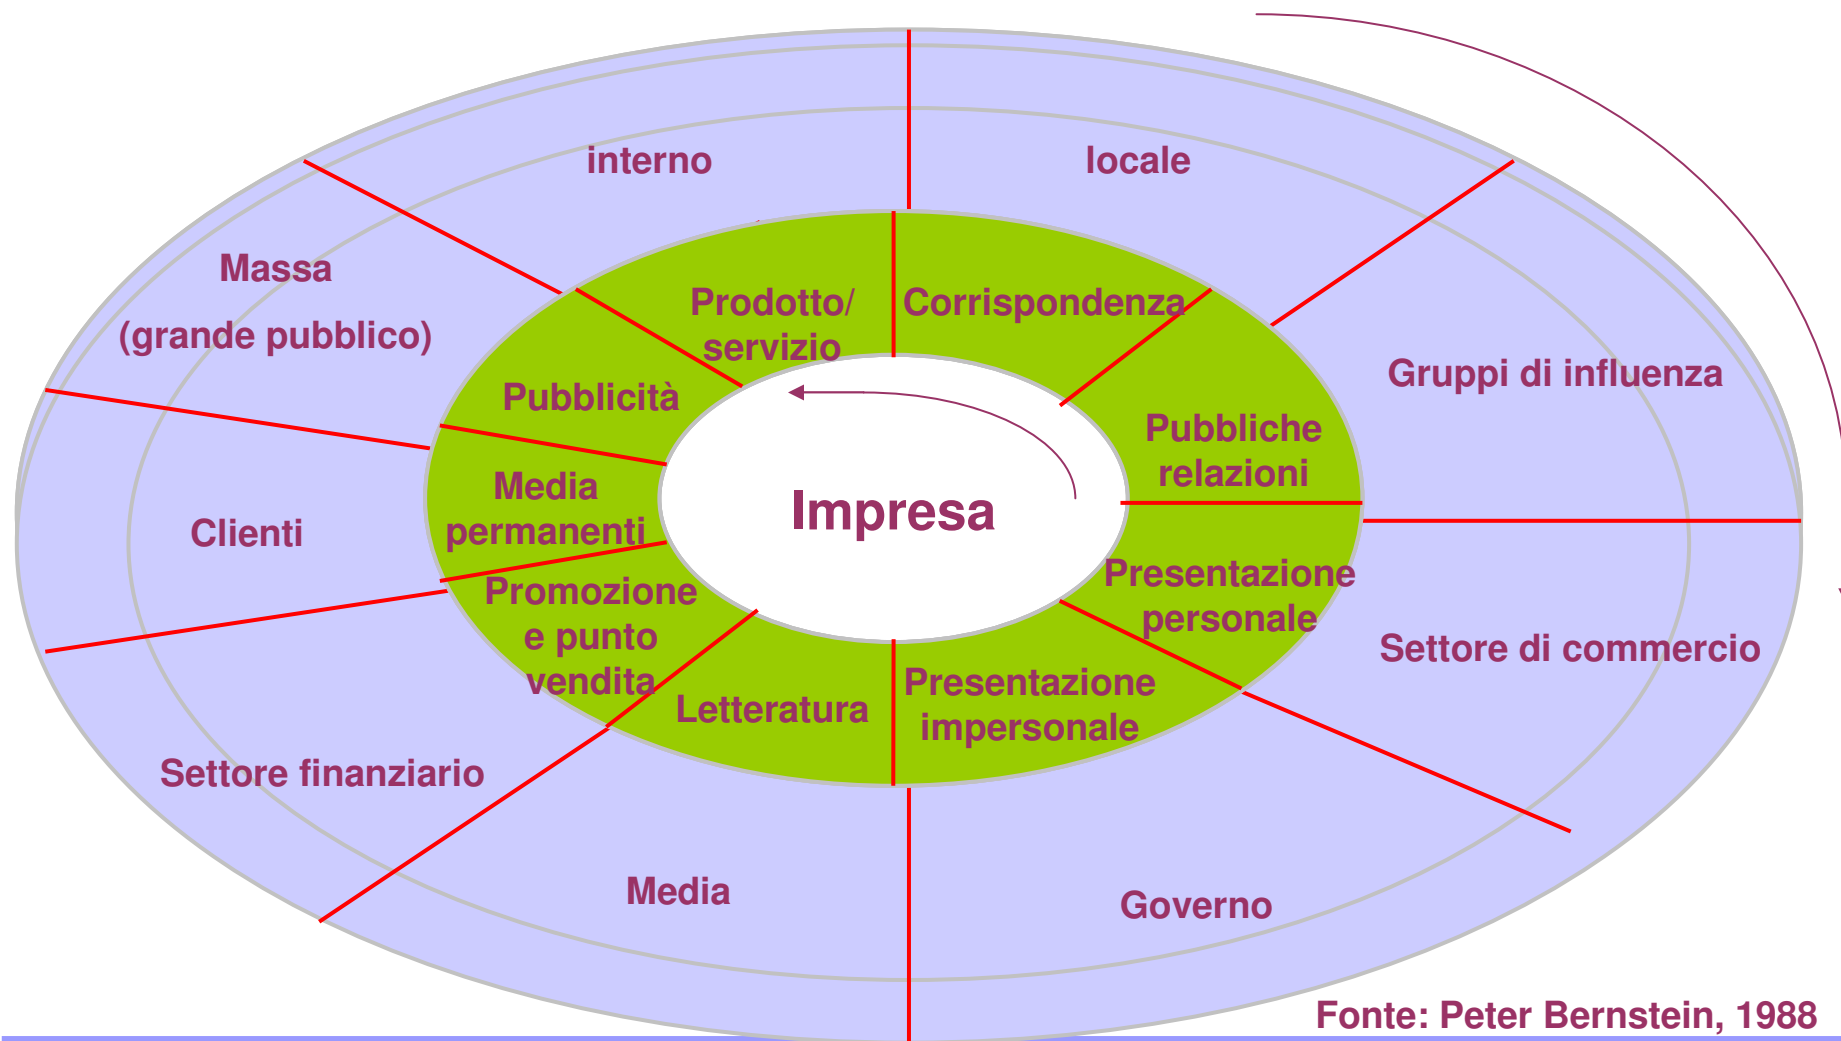 interno
locale
Massa
(grande pubblico)
Prodotto/
servizio
Corrispondenza
Gruppi di influenza
Pubblicità
Pubbliche
relazioni
Media
permanenti
Impresa
Clienti
Presentazione
personale
Promozione
e punto
vendita
Settore di commercio
Letteratura
Presentazione
impersonale
Settore finanziario
Media
Governo
Fonte: Peter Bernstein, 1988